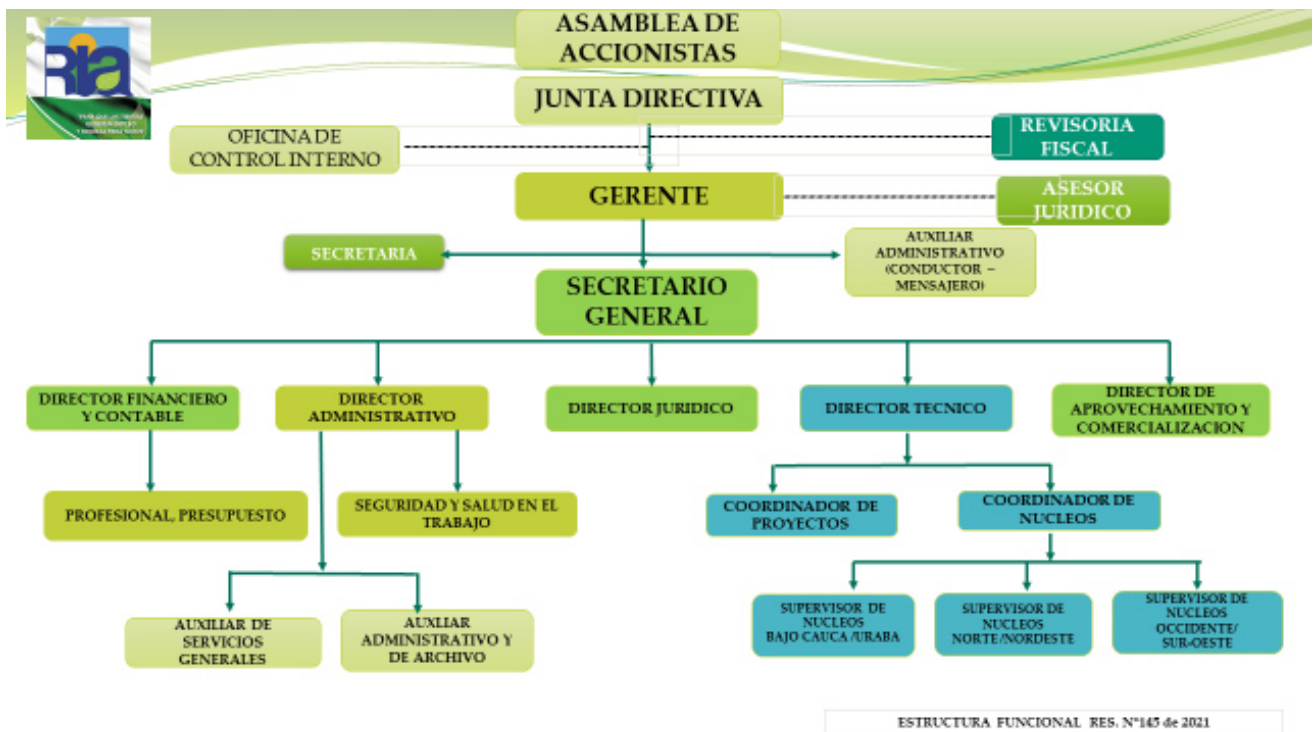 ASAMBLEA DE
ACCIONISTAS
RIA
JUNTA DIRECTIVA
OFICINA DE
CONTROL INTERNO
REVISORIA
FISCAL
GERENTE
ASESOR
JURIDICO
SECRETARIA
AUXILIAR
ADMINISTRATIVO
(CONDUCTOR –
MENSAJERO)
SECRETARIO
GENERAL
DIRECTOR FINANCIERO
Y CONTABLE
DIRECTOR
ADMINISTRATIVO
DIRECTOR JURIDICO
DIRECTOR TECNICO
DIRECTOR DE
APROVECHAMIENTO Y
COMERCIALIZACION
PROFESIONAL, PRESUPUESTO
SEGURIDAD Y SALUD EN EL
TRABAJO
COORDINADOR DE
PROYECTOS
COORDINADOR DE
NUCLEOS
AUXILIAR DE
SERVICIOS
GENERALES
AUXLIAR
ADMINISTRATIVO Y
DE ARCHIVO
SUPERVISOR DE
NUCLEOS
BAJO CAUCA /URABA
SUPERVISOR DE
NUCLEOS
NORTE /NORDESTE
SUPERVISOR DE
NUCLEOS
OCCIDENTE/
SUR-OESTE
ESTRUCTURA FUNCIONAL RES. N°145 de 2021